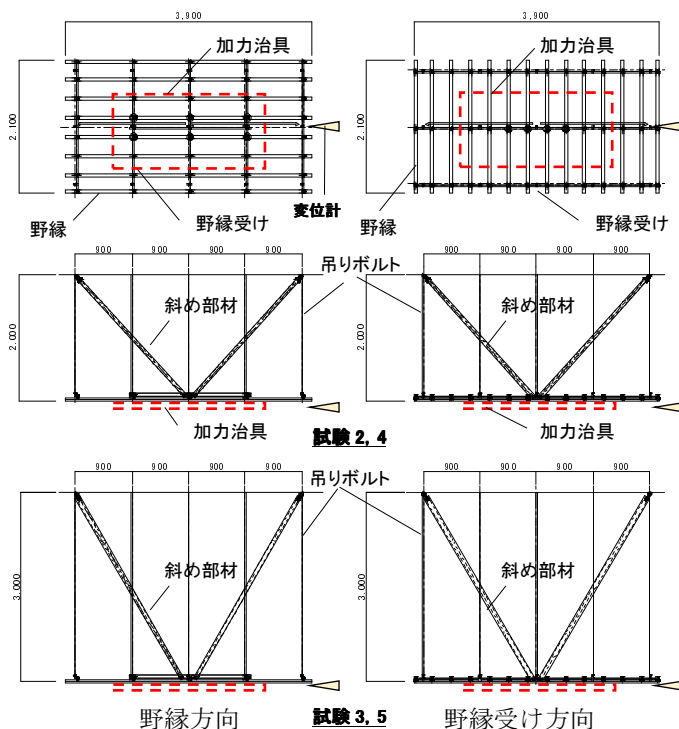 3,900
加力治具
2,100
野縁
野縁受け
変位計
3,900
加力治具
2,100
野縁
野縁受け
900 900 900 900
吊りボルト
斜め部材
2,000
加力治具
900 900 900 900
斜め部材
2,000
加力治具
試験 2, 4
900 900 900 900
吊りボルト
斜め部材
3,000
900 900 900 900
斜め部材
3,000
野縁方向
試験 3, 5
野縁受け方向